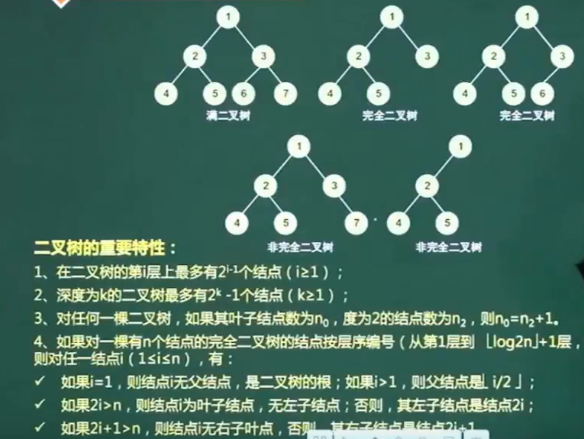 1
1
1
2
3
2
3
2
3
4
5
6
7
4
5
4
5
6
满二叉树
完全二叉树
完全二叉树
1
1
2
3
2
4
5
7
4
5
非完全二叉树
非完全二叉树
二叉树的重要特性：
1、在二叉树的第i层上最多有2^{i-1}个结点（i≥1）；
2、深度为k的二叉树最多有2^k -1个结点（k≥1）；
3、对任何一棵二叉树，如果其叶子结点数为n₀，度为2的结点数为n₂，则n₀=n₂+1。
4、如果对一棵有n个结点的完全二叉树的结点按层序编号（从第1层到⌊log2n⌋+1层，
则对任一结点i（1≤i≤n），有：
✓ 如果i=1，则结点i无父结点，是二叉树的根；如果i>1，则父结点是⌊ i/2 ⌋；
✓ 如果2i>n，则结点i为叶子结点，无左子结点；否则，其左子结点是结点2i；
✓ 如果2i+1>n，则结点i无右子叶点，否则，其右子结点是结点2i+1